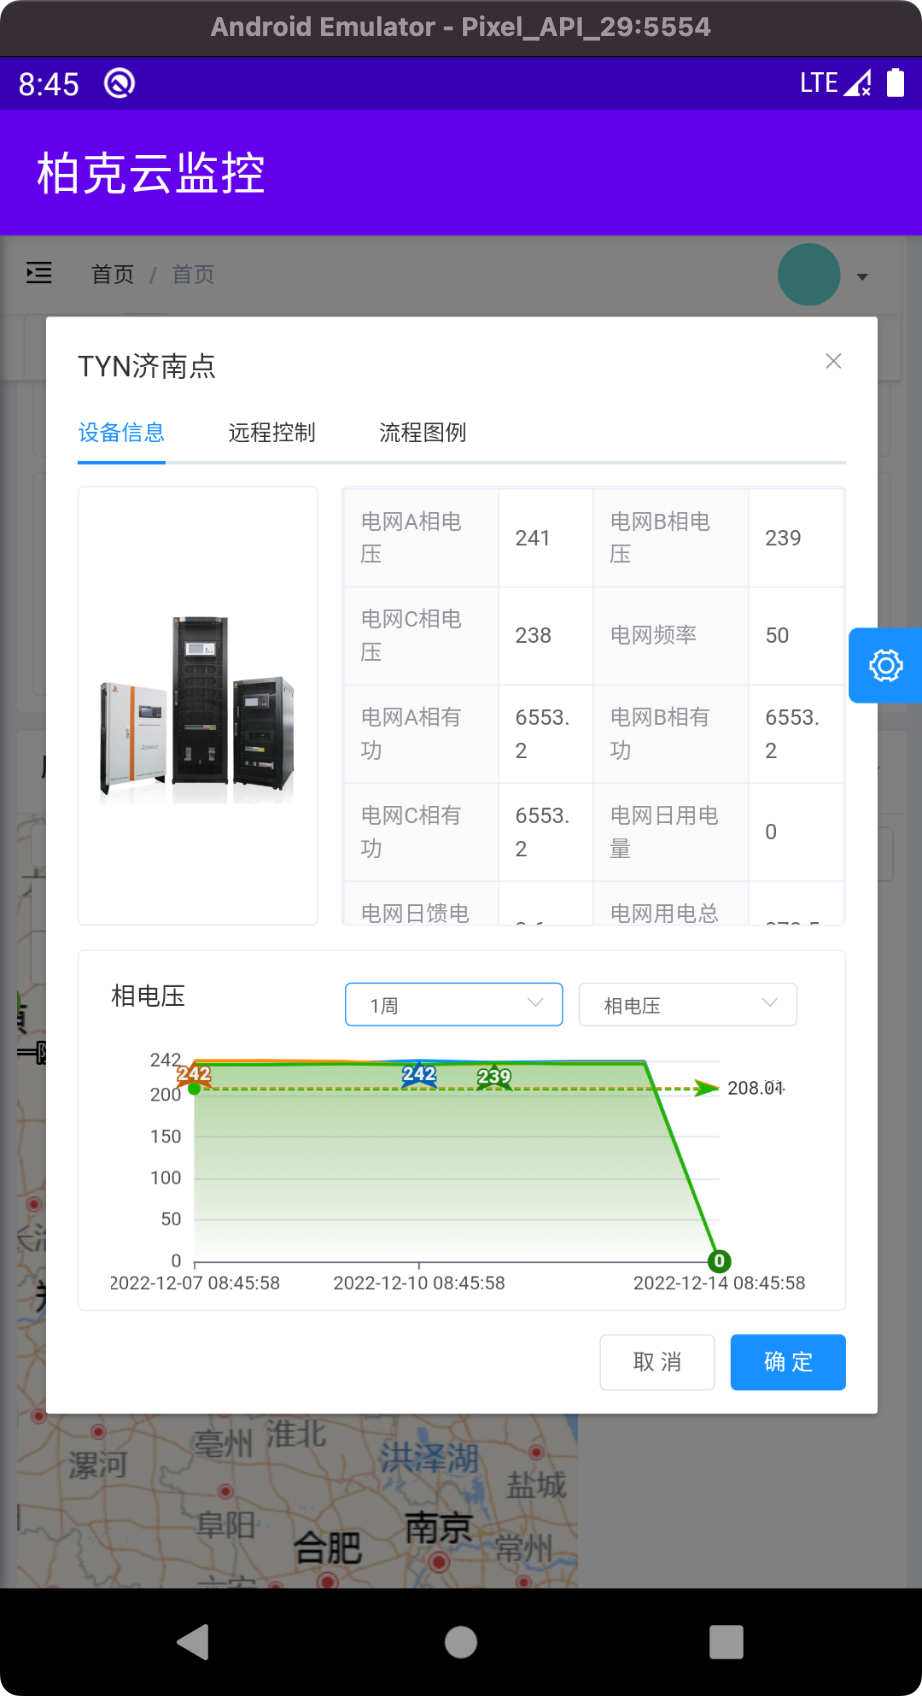 Android Emulator - Pixel_API_29:5554
8:45
LTE
柏克云监控
首页 / 首页
TYN济南点
设备信息 远程控制 流程图例
电网A相电压 241 电网B相电压 239
电网C相电压 238 电网频率 50
电网A相有功 6553.2 电网B相有功 6553.2
电网C相有功 6553.2 电网日用电量 0
电网日馈电 电网用电总
相电压 1周 相电压
242
200
150
100
50
0
242 242 239
0
2022-12-07 08:45:58 2022-12-10 08:45:58 2022-12-14 08:45:58
取 消 确 定
亳州 淮北
漯河 洪泽湖 盐城
阜阳 合肥 南京 常州